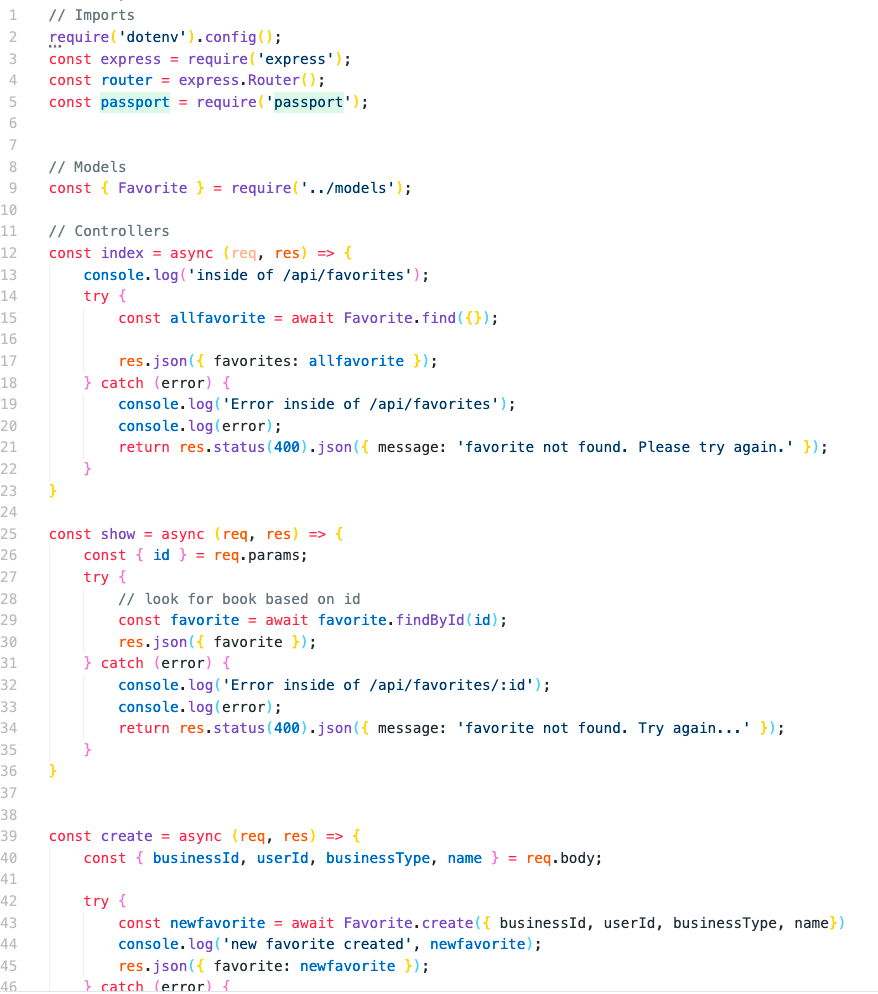 1 // Imports
2 require('dotenv').config();
3 const express = require('express');
4 const router = express.Router();
5 const passport = require('passport');
6
7
8 // Models
9 const { Favorite } = require('../models');
10
11 // Controllers
12 const index = async (req, res) => {
13     console.log('inside of /api/favorites');
14     try {
15         const allfavorite = await Favorite.find({});
16
17         res.json({ favorites: allfavorite });
18     } catch (error) {
19         console.log('Error inside of /api/favorites');
20         console.log(error);
21         return res.status(400).json({ message: 'favorite not found. Please try again.' });
22     }
23 }
24
25 const show = async (req, res) => {
26     const { id } = req.params;
27     try {
28         // look for book based on id
29         const favorite = await favorite.findById(id);
30         res.json({ favorite });
31     } catch (error) {
32         console.log('Error inside of /api/favorites/:id');
33         console.log(error);
34         return res.status(400).json({ message: 'favorite not found. Try again...' });
35     }
36 }
37
38
39 const create = async (req, res) => {
40     const { businessId, userId, businessType, name } = req.body;
41
42     try {
43         const newfavorite = await Favorite.create({ businessId, userId, businessType, name})
44         console.log('new favorite created', newfavorite);
45         res.json({ favorite: newfavorite });
46     } catch (error) {